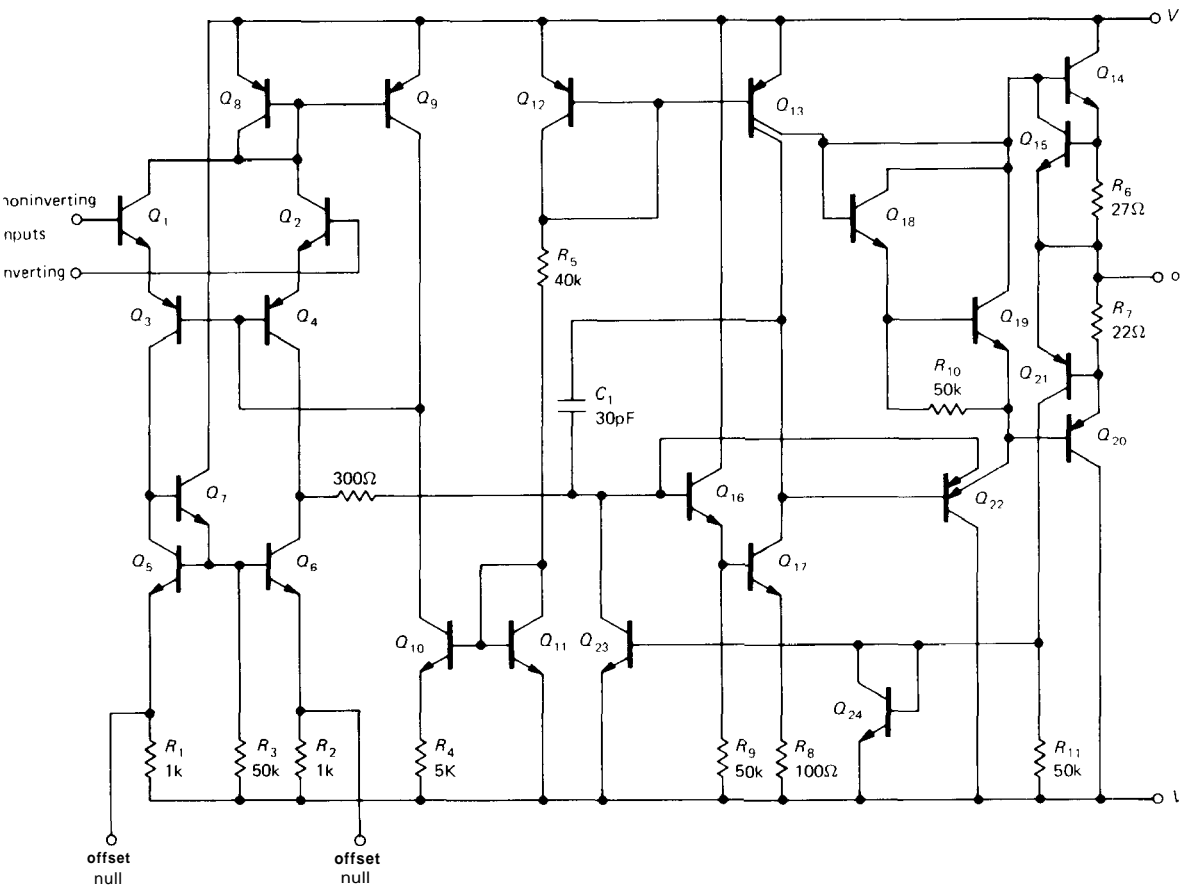 V
Q8
Q9
Q12
Q13
Q14
Q15
noninverting
inputs
nverting
Q1
Q2
Q18
R6
27Ω
R5
40k
o
Q3
Q4
Q19
R7
22Ω
Q21
R10
50k
C1
30pF
Q20
300Ω
Q7
Q16
Q22
Q5
Q6
Q17
Q10
Q11
Q23
Q24
R1
1k
R3
50k
R2
1k
R4
5K
R9
50k
R8
100Ω
R11
50k
offset
null
offset
null